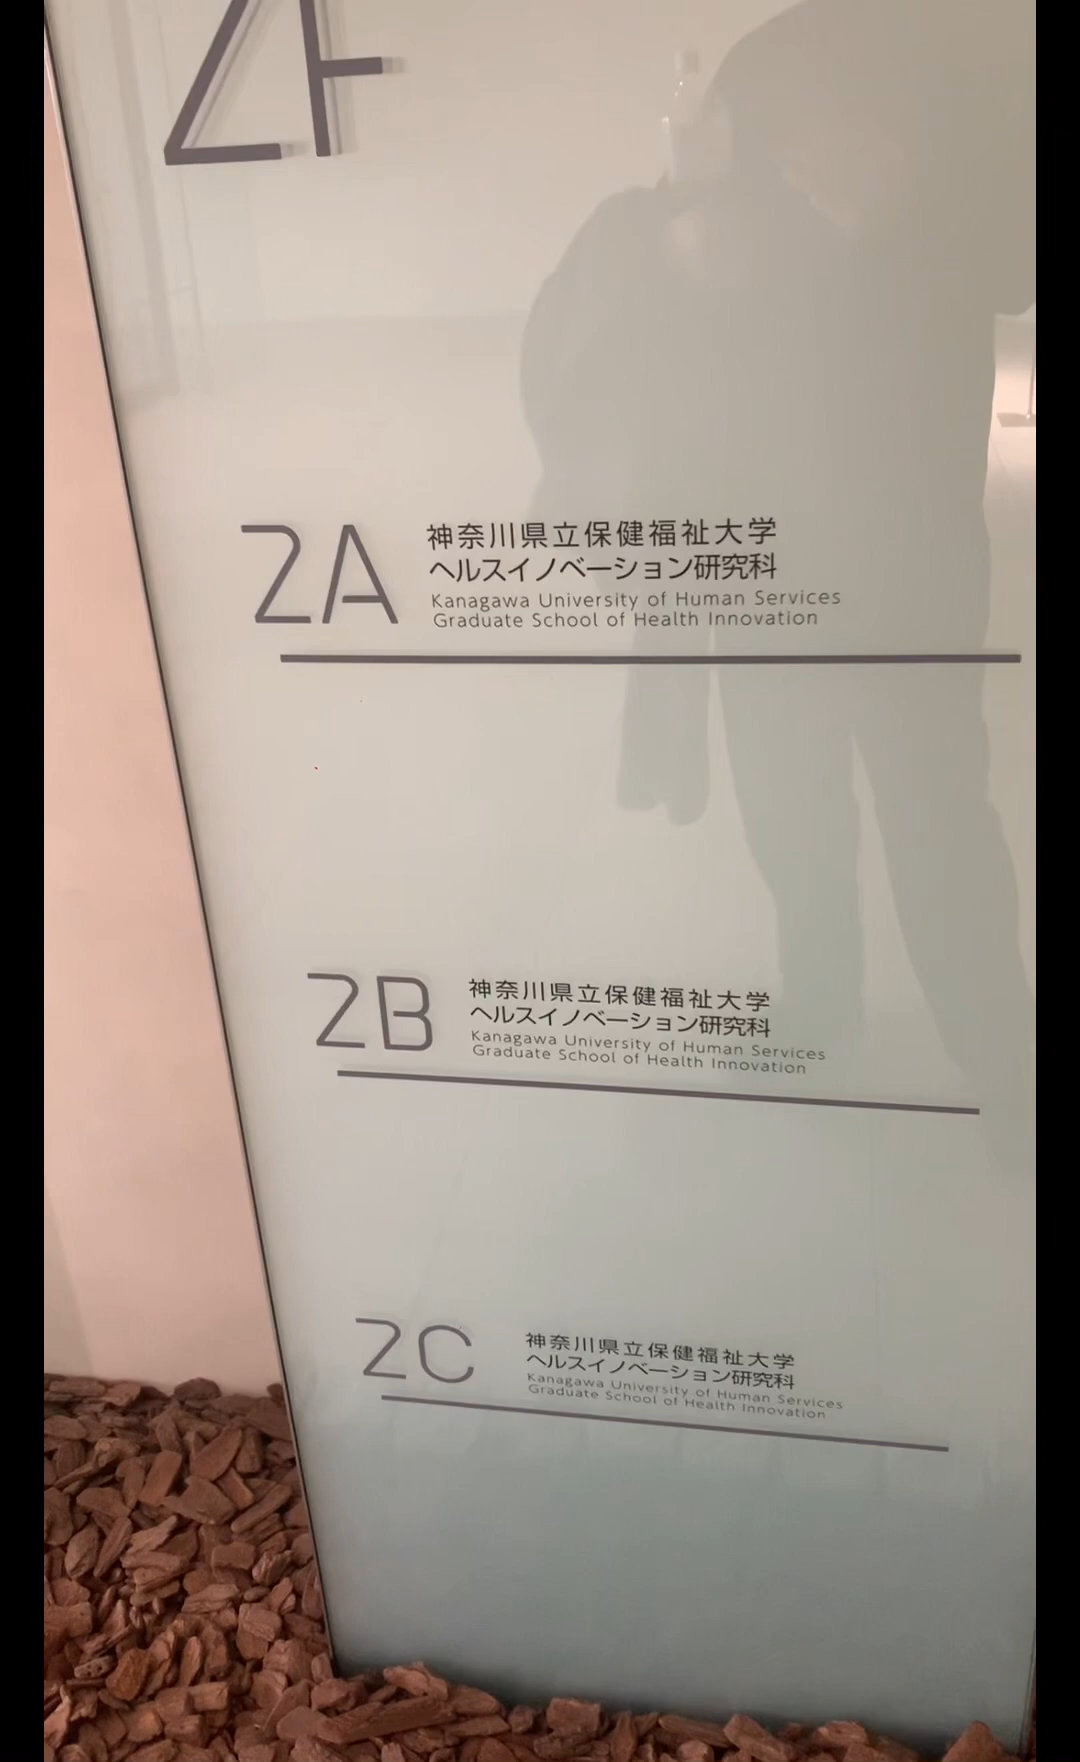 2F
2A
神奈川県立保健福祉大学
ヘルスイノベーション研究科
Kanagawa University of Human Services
Graduate School of Health Innovation
2B
神奈川県立保健福祉大学
ヘルスイノベーション研究科
Kanagawa University of Human Services
Graduate School of Health Innovation
2C
神奈川県立保健福祉大学
ヘルスイノベーション研究科
Kanagawa University of Human Services
Graduate School of Health Innovation